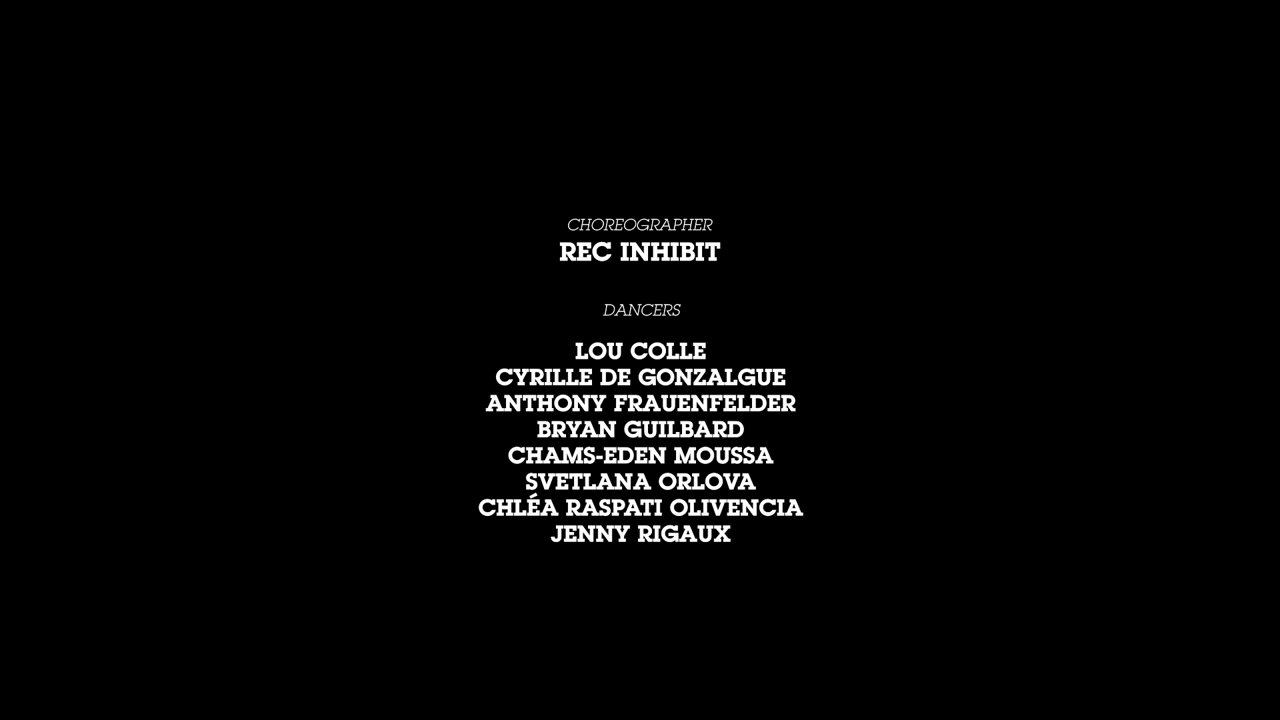 CHOREOGRAPHER
REC INHIBIT
DANCERS
LOU COLLE
CYRILLE DE GONZALGUE
ANTHONY FRAUENFELDER
BRYAN GUILBARD
CHAMS-EDEN MOUSSA
SVETLANA ORLOVA
CHLÉA RASPATI OLIVENCIA
JENNY RIGAUX